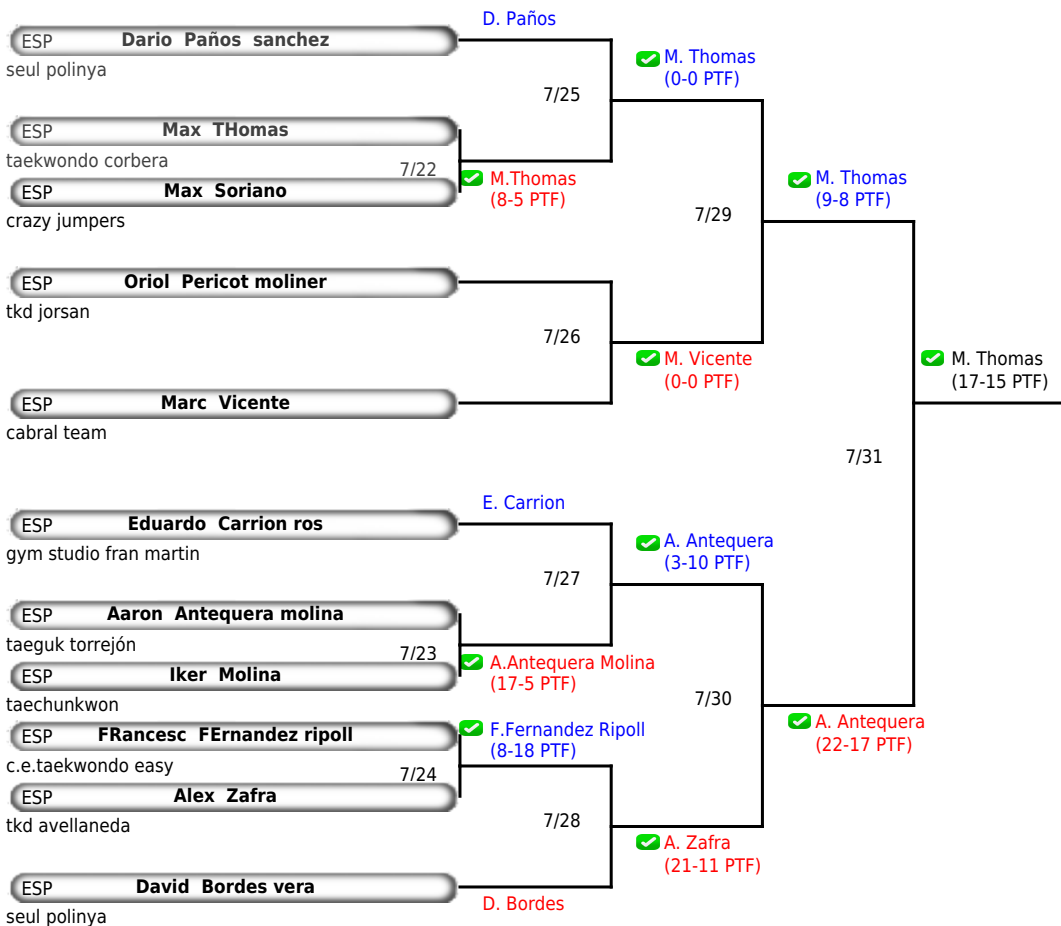 D. Paños
ESP Dario Paños sanchez
seul polinya
M. Thomas
(0-0 PTF)
7/25
ESP Max THomas
taekwondo corbera
7/22
ESP Max Soriano
crazy jumpers
M.Thomas
(8-5 PTF)
M. Thomas
(9-8 PTF)
7/29
ESP Oriol Pericot moliner
tkd jorsan
7/26
M. Vicente
(0-0 PTF)
M. Thomas
(17-15 PTF)
ESP Marc Vicente
cabral team
7/31
E. Carrion
ESP Eduardo Carrion ros
gym studio fran martin
A. Antequera
(3-10 PTF)
7/27
ESP Aaron Antequera molina
taeguk torrejón
7/23
ESP Iker Molina
taechunkwon
A.Antequera Molina
(17-5 PTF)
7/30
A. Antequera
(22-17 PTF)
ESP FRancesc FErnandez ripoll
c.e.taekwondo easy
F.Fernandez Ripoll
(8-18 PTF)
7/24
ESP Alex Zafra
tkd avellaneda
7/28
A. Zafra
(21-11 PTF)
ESP David Bordes vera
seul polinya
D. Bordes